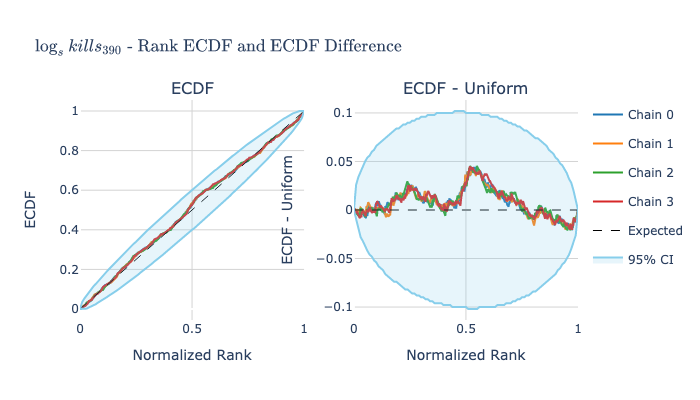 log_s kills_390 - Rank ECDF and ECDF Difference
ECDF
ECDF - Uniform
ECDF
1
0.8
0.6
0.4
0.2
0
0
0.5
1
Normalized Rank
ECDF - Uniform
0.1
0.05
0
−0.05
−0.1
0
0.5
1
Normalized Rank
Chain 0
Chain 1
Chain 2
Chain 3
Expected
95% CI